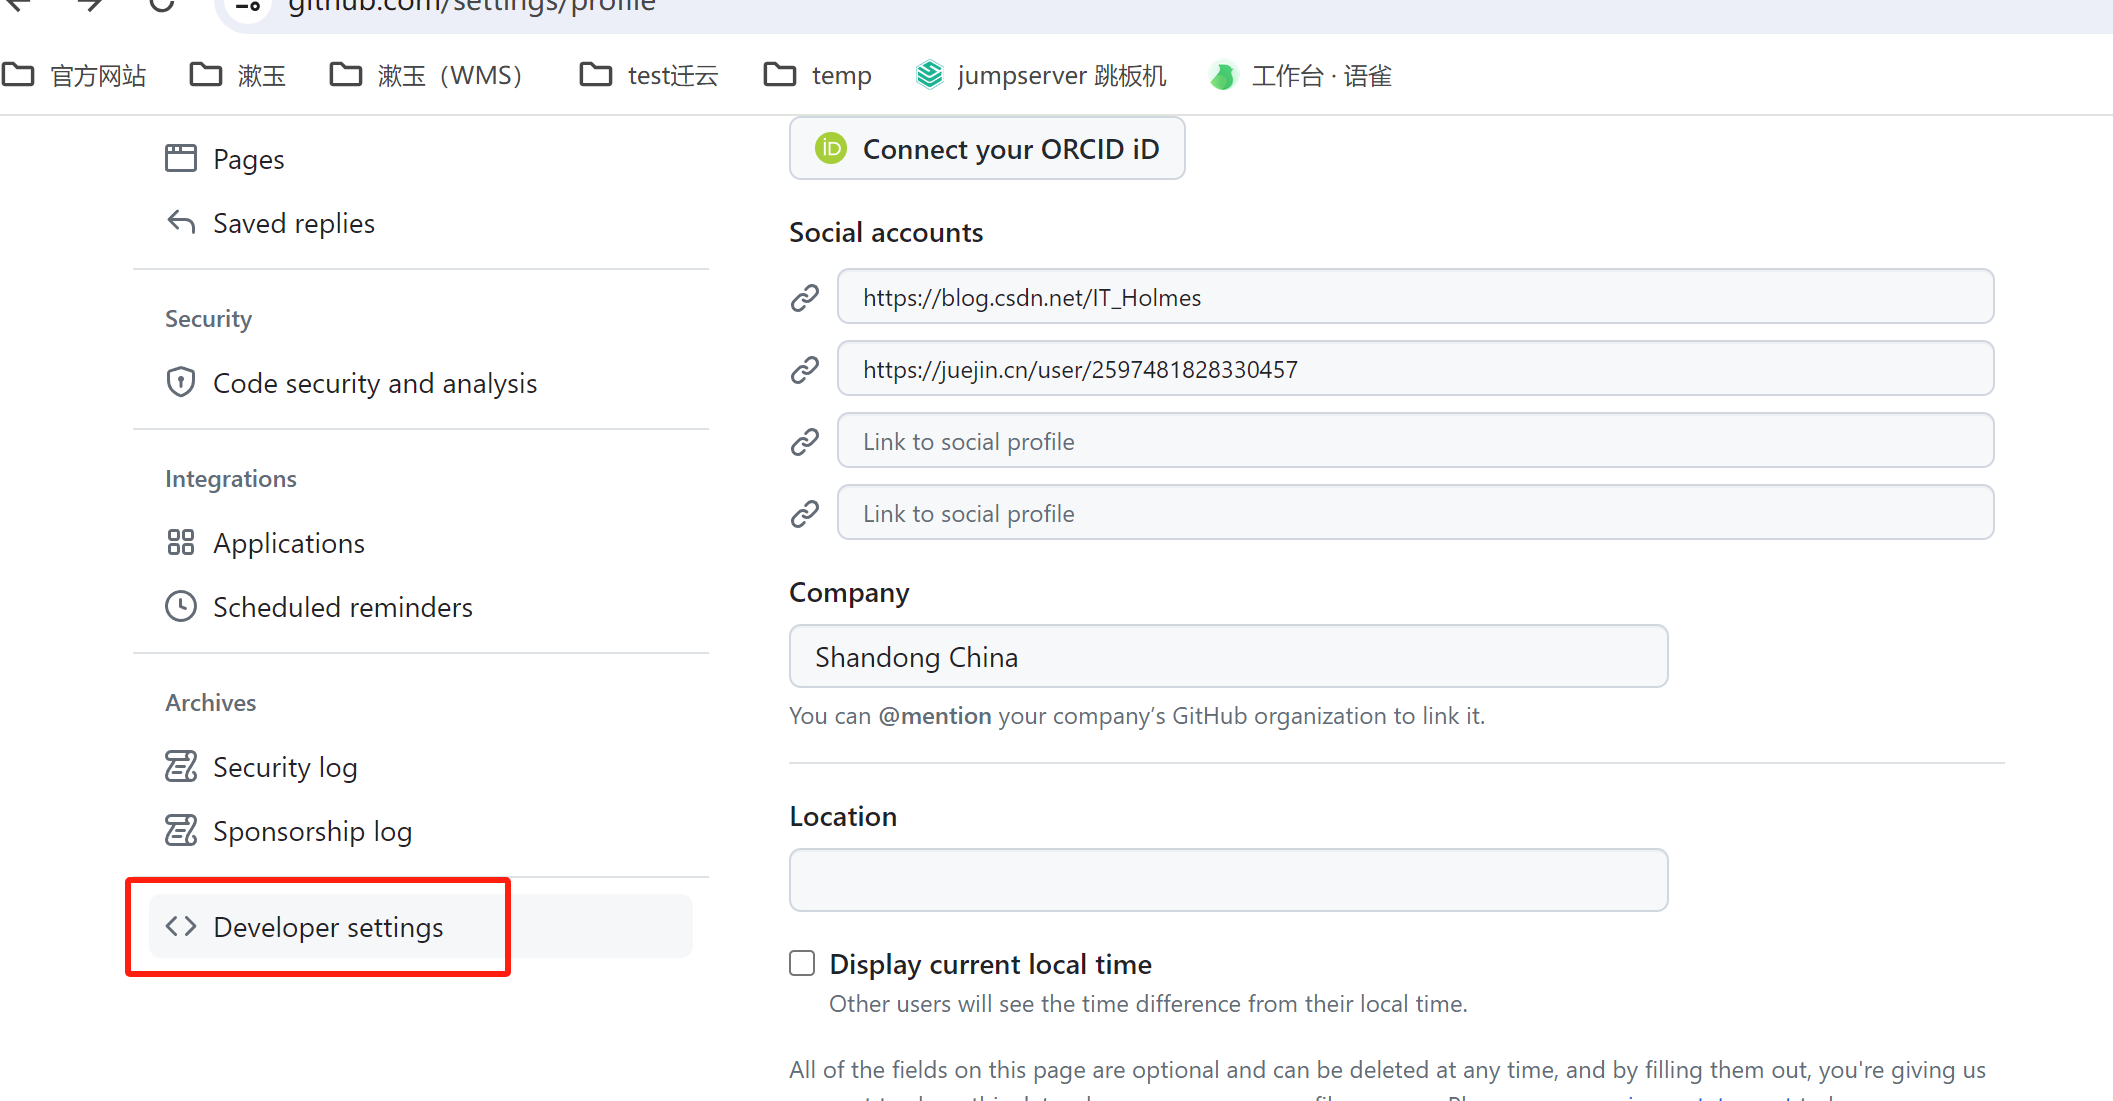 github.com/settings/profile
官方网站 漱玉 漱玉（WMS） test迁云 temp jumpserver 跳板机 工作台 · 语雀
Pages
Saved replies
Security
Code security and analysis
Integrations
Applications
Scheduled reminders
Archives
Security log
Sponsorship log
Developer settings
iD Connect your ORCID iD
Social accounts
https://blog.csdn.net/IT_Holmes
https://juejin.cn/user/2597481828330457
Link to social profile
Link to social profile
Company
Shandong China
You can @mention your company’s GitHub organization to link it.
Location
Display current local time
Other users will see the time difference from their local time.
All of the fields on this page are optional and can be deleted at any time, and by filling them out, you're giving us